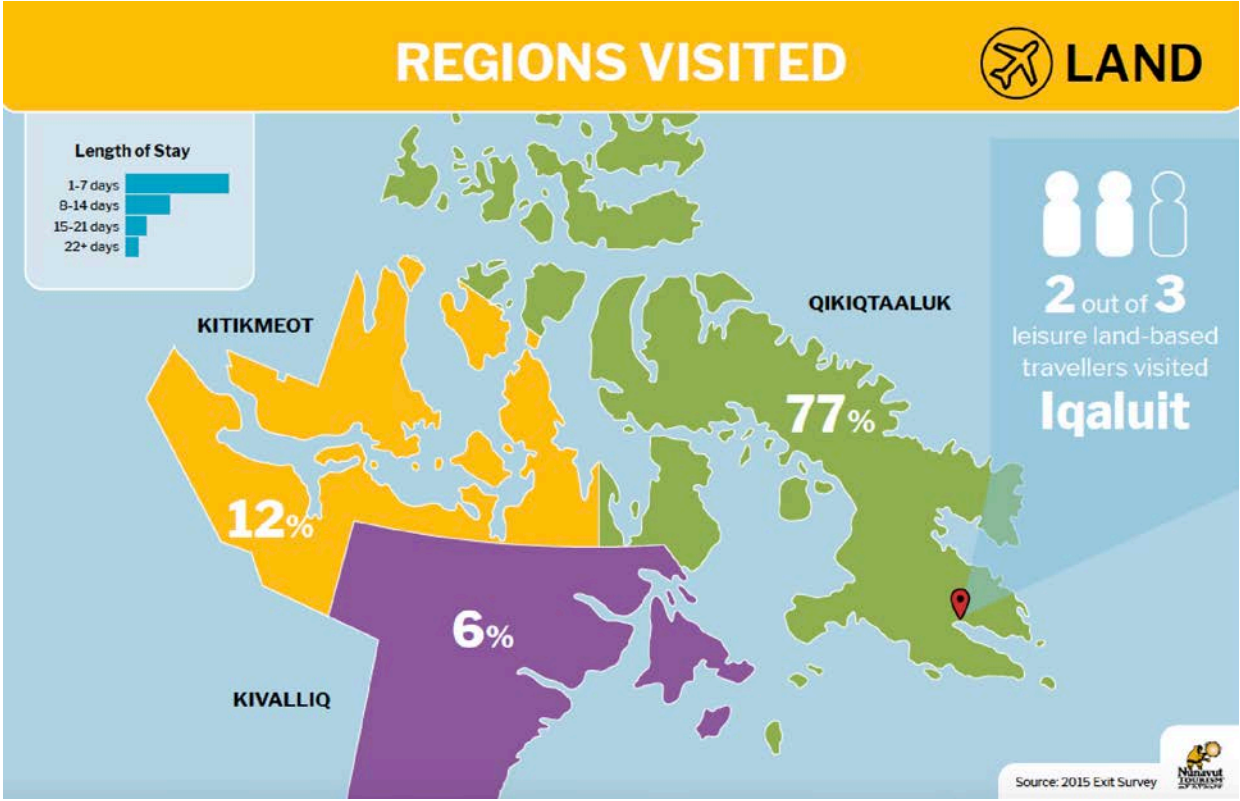 REGIONS VISITED
LAND
Length of Stay
1-7 days
8-14 days
15-21 days
22+ days
KITIKMEOT
QIKIQTAALUK
2 out of 3
leisure land-based
travellers visited
Iqaluit
77%
12%
6%
KIVALLIQ
Source: 2015 Exit Survey
Nunavut
TOURISM